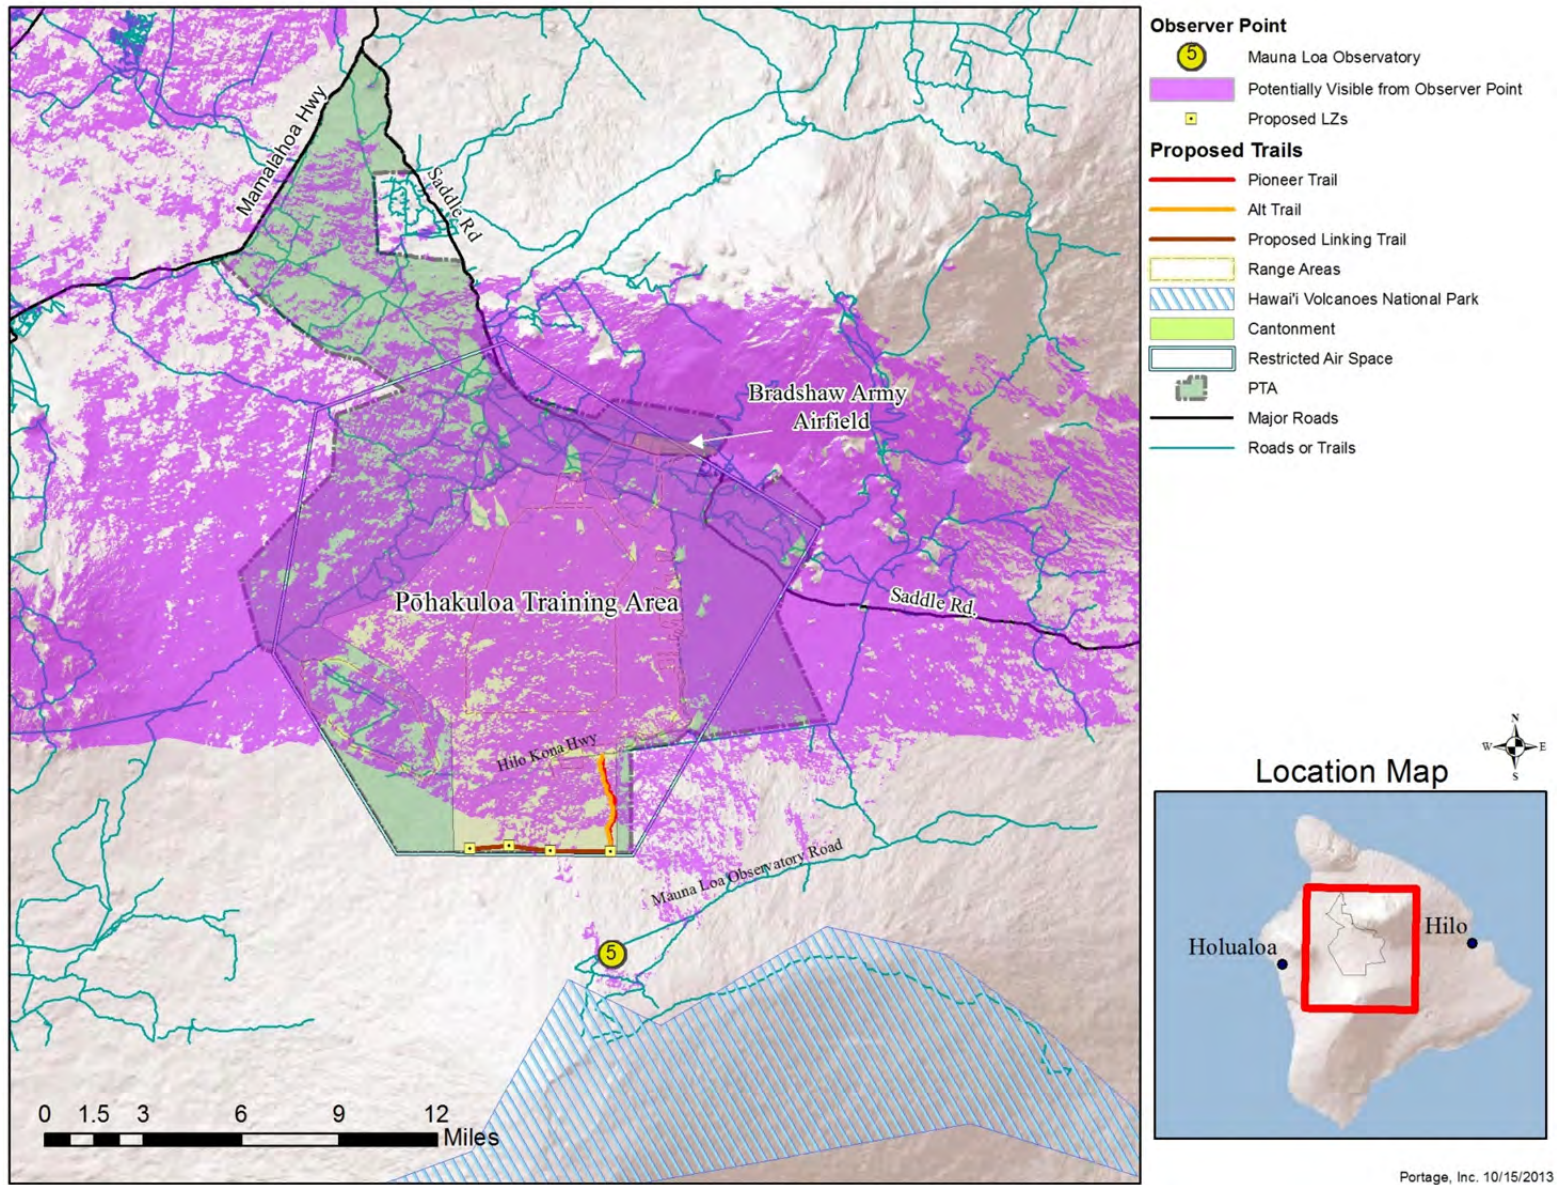 Mamalahoa Hwy
Saddle Rd
Bradshaw Army
Airfield
Pōhakuloa Training Area
Saddle Rd.
Hilo Kona Hwy
Mauna Loa Observatory Road
5
0 1.5 3 6 9 12
Miles
Observer Point
5 Mauna Loa Observatory
Potentially Visible from Observer Point
Proposed LZs
Proposed Trails
Pioneer Trail
Alt Trail
Proposed Linking Trail
Range Areas
Hawai'i Volcanoes National Park
Cantonment
Restricted Air Space
PTA
Major Roads
Roads or Trails
N
W E
S
Location Map
Hilo
Holualoa
Portage, Inc. 10/15/2013